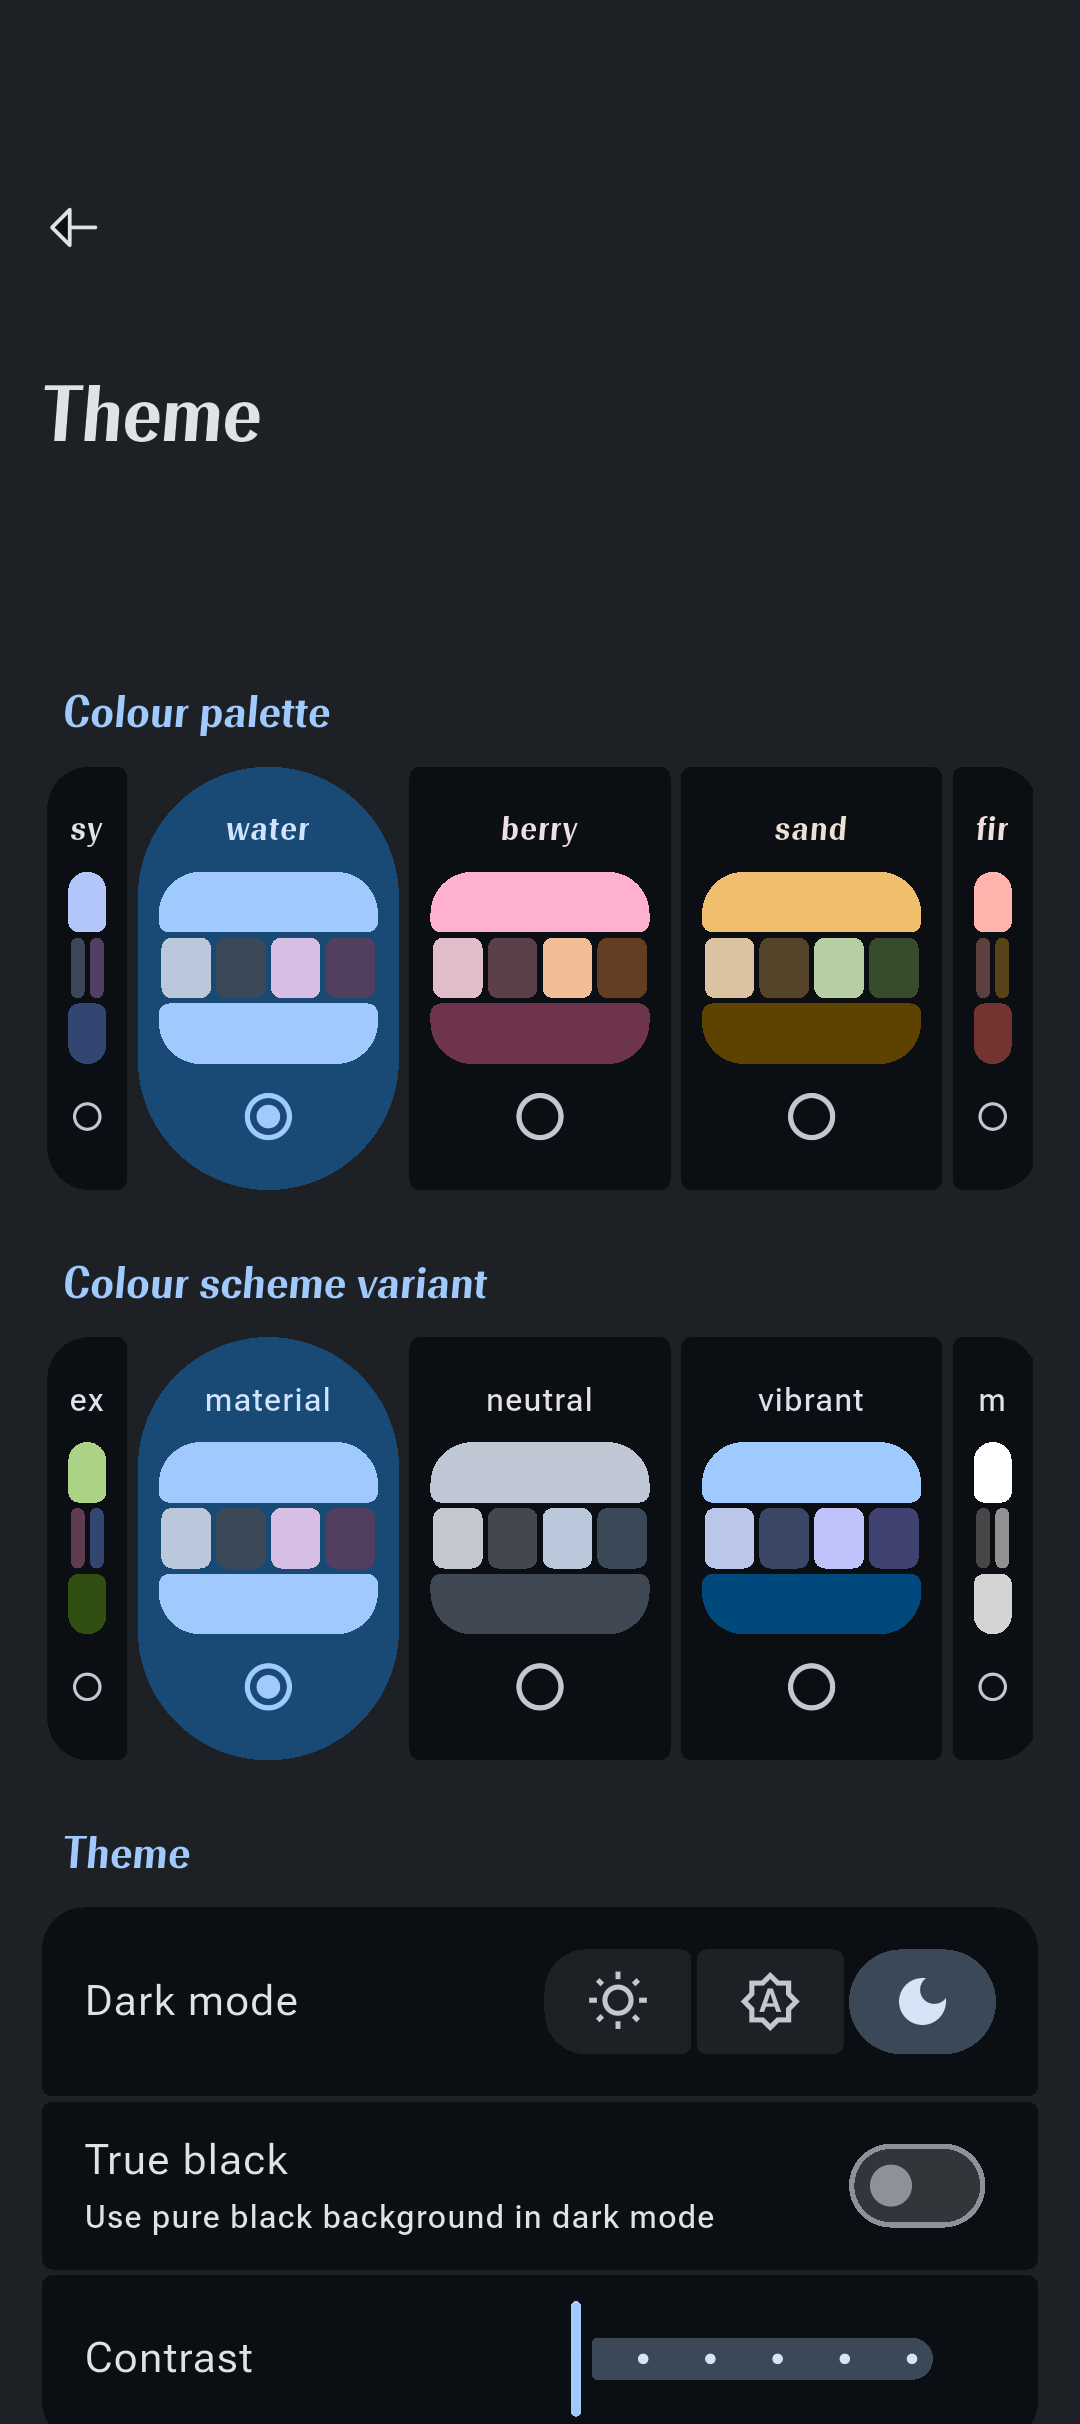 Theme
Colour palette
sy
water
berry
sand
fir
Colour scheme variant
ex
material
neutral
vibrant
m
Theme
Dark mode
A
True black
Use pure black background in dark mode
Contrast